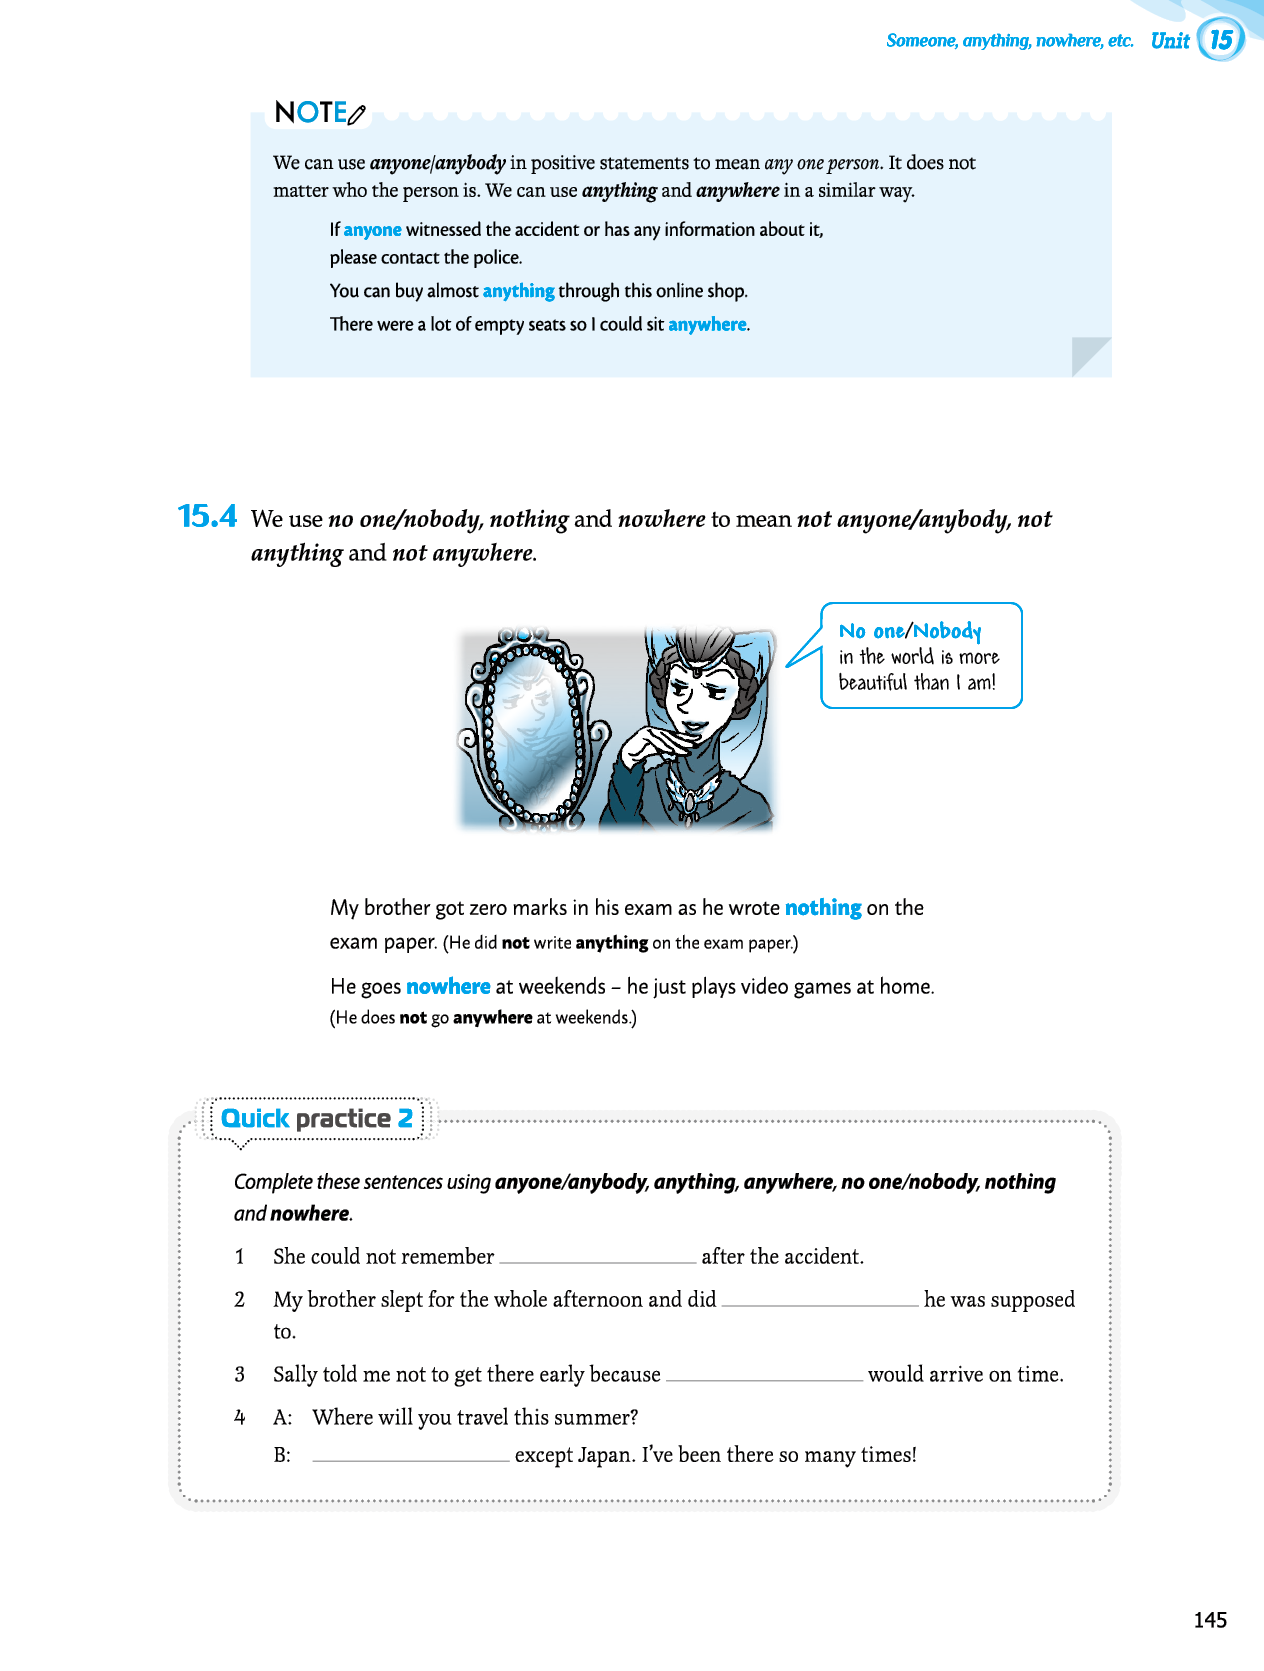 Someone, anything, nowhere, etc. Unit 15
NOTE
We can use anyone/anybody in positive statements to mean any one person. It does not
matter who the person is. We can use anything and anywhere in a similar way.
If anyone witnessed the accident or has any information about it,
please contact the police.
You can buy almost anything through this online shop.
There were a lot of empty seats so I could sit anywhere.
15.4 We use no one/nobody, nothing and nowhere to mean not anyone/anybody, not
anything and not anywhere.
No one/Nobody
in the world is more
beautiful than I am!
My brother got zero marks in his exam as he wrote nothing on the
exam paper. (He did not write anything on the exam paper.)
He goes nowhere at weekends – he just plays video games at home.
(He does not go anywhere at weekends.)
Quick practice 2
Complete these sentences using anyone/anybody, anything, anywhere, no one/nobody, nothing
and nowhere.
1 She could not remember ____________ after the accident.
2 My brother slept for the whole afternoon and did ____________ he was supposed
to.
3 Sally told me not to get there early because ____________ would arrive on time.
4 A: Where will you travel this summer?
B: ____________ except Japan. I've been there so many times!
145